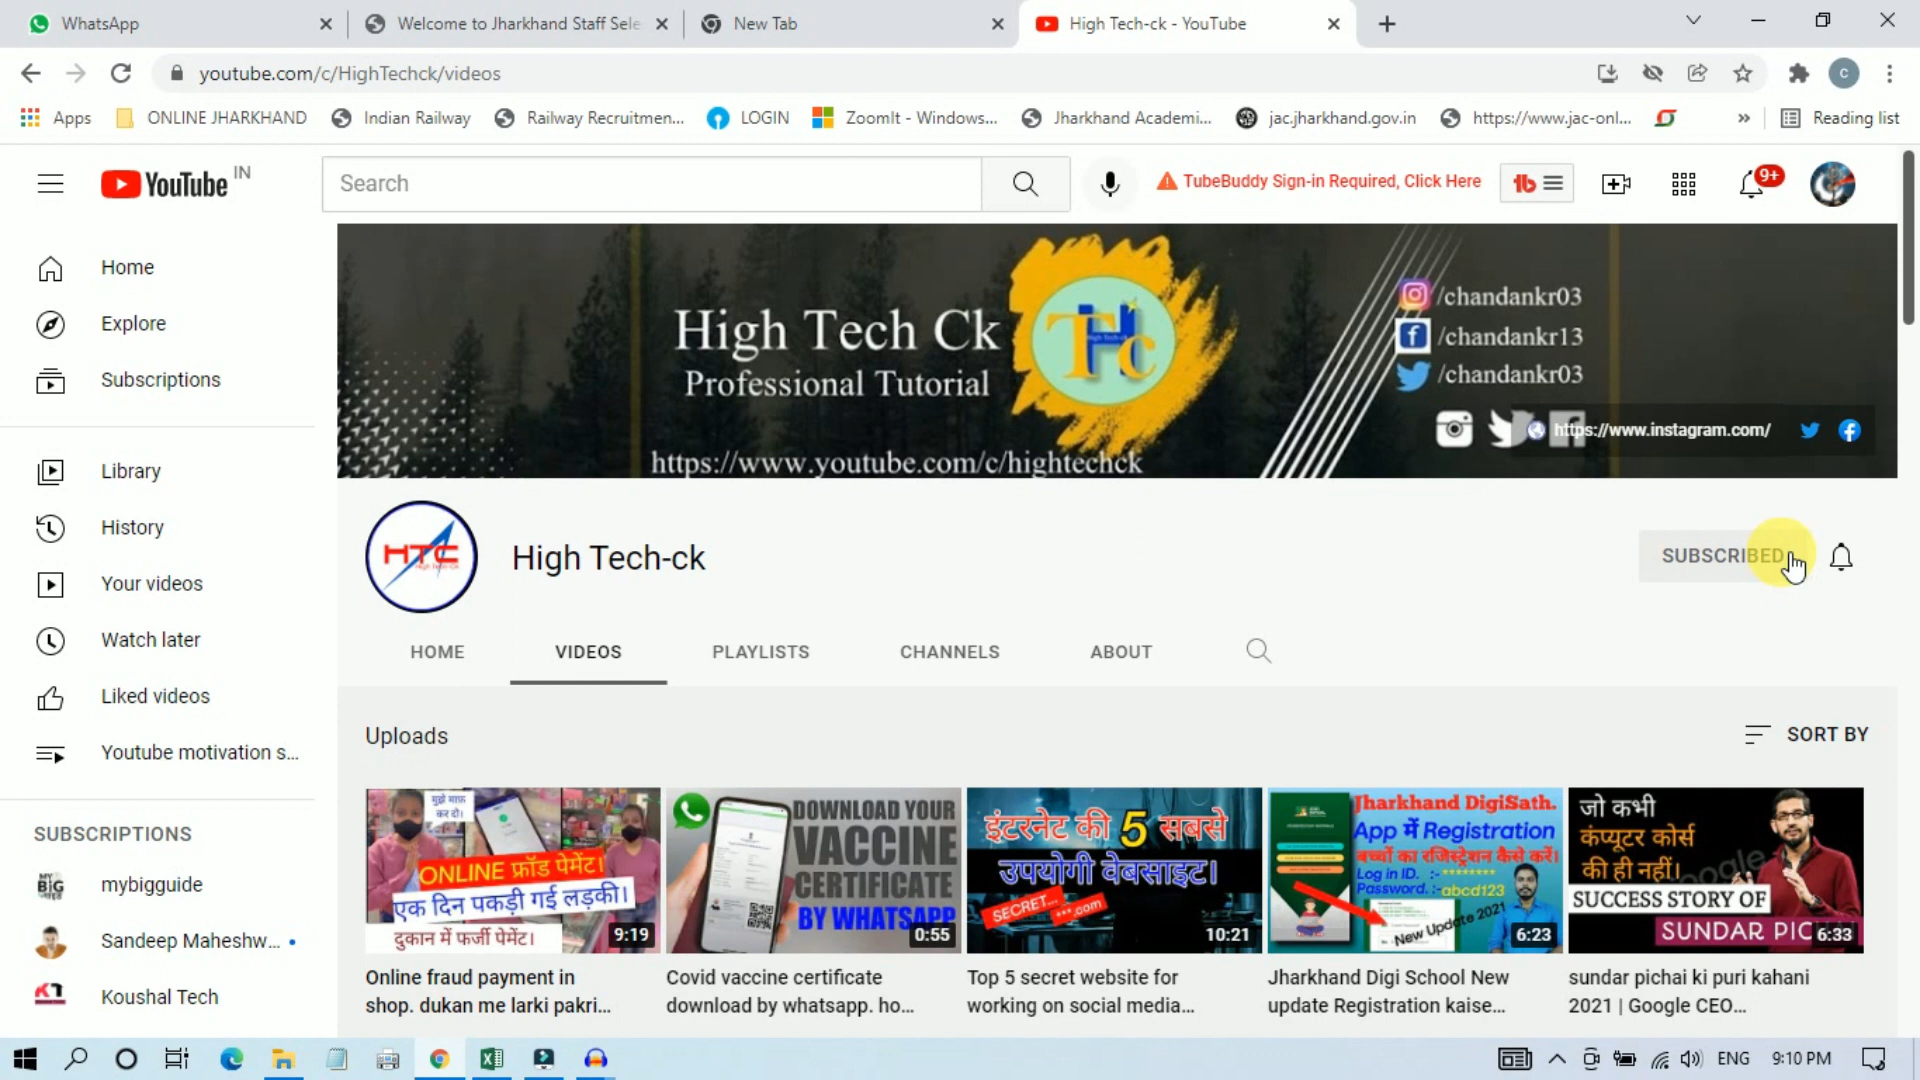 WhatsApp
Welcome to Jharkhand Staff Sele
New Tab
High Tech-ck - YouTube
youtube.com/c/HighTechck/videos
C
Apps
ONLINE JHARKHAND
Indian Railway
Railway Recruitmen...
LOGIN
ZoomIt - Windows...
Jharkhand Academi...
jac.jharkhand.gov.in
https://www.jac-onl...
»
Reading list
YouTube IN
Search
TubeBuddy Sign-in Required, Click Here
9+
Home
Explore
Subscriptions
Library
History
Your videos
Watch later
Liked videos
Youtube motivation s...
SUBSCRIPTIONS
mybigguide
Sandeep Maheshw...
Koushal Tech
High Tech Ck
Professional Tutorial
https://www.youtube.com/c/hightechck
/chandankr03
/chandankr13
/chandankr03
https://www.instagram.com/
HTC
High Tech-ck
SUBSCRIBED
HOME
VIDEOS
PLAYLISTS
CHANNELS
ABOUT
Uploads
SORT BY
मुझे माफ़
कर दो।
ONLINE फ्रॉड पेमेंट।
एक दिन पकड़ी गई लड़की।
दुकान में फर्जी पेमेंट।
9:19
Online fraud payment in
shop. dukan me larki pakri...
DOWNLOAD YOUR
VACCINE
CERTIFICATE
BY WHATSAPP
0:55
Covid vaccine certificate
download by whatsapp. ho...
इंटरनेट की 5 सबसे
उपयोगी वेबसाइट।
SECRET...
***.com
10:21
Top 5 secret website for
working on social media...
Jharkhand DigiSath.
App में Registration
बच्चों का रजिस्ट्रेशन कैसे करें।
Log in ID. :- ********
Password. :-abcd123
New Update 2021
6:23
Jharkhand Digi School New
update Registration kaise...
जो कभी
कंप्यूटर कोर्स
की ही नहीं।
SUCCESS STORY OF
SUNDAR PIC
6:33
sundar pichai ki puri kahani
2021 | Google CEO...
ENG
9:10 PM